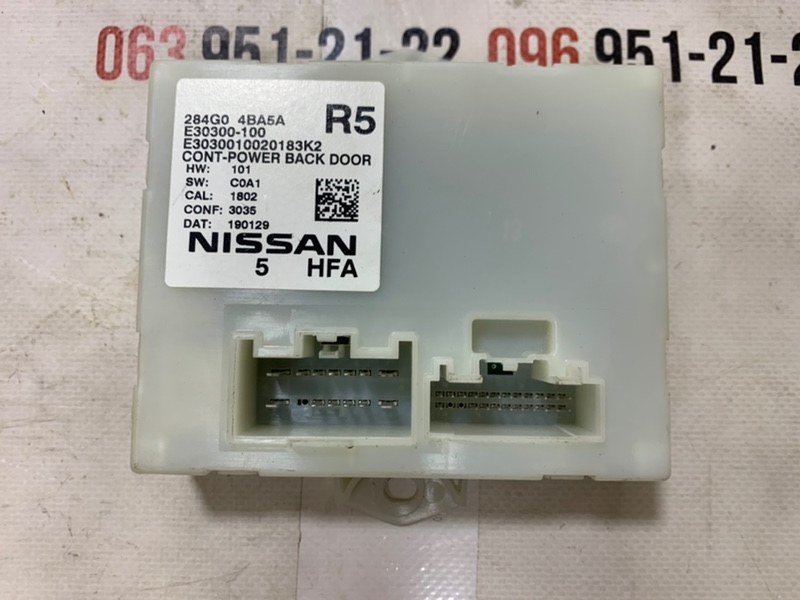 063 951-21-22 096 951-21-2
284G0 4BA5A R5
E30300-100
E3030010020183K2
CONT-POWER BACK DOOR
HW: 101
SW: C0A1
CAL: 1802
CONF: 3035
DAT: 190129
NISSAN
5 HFA